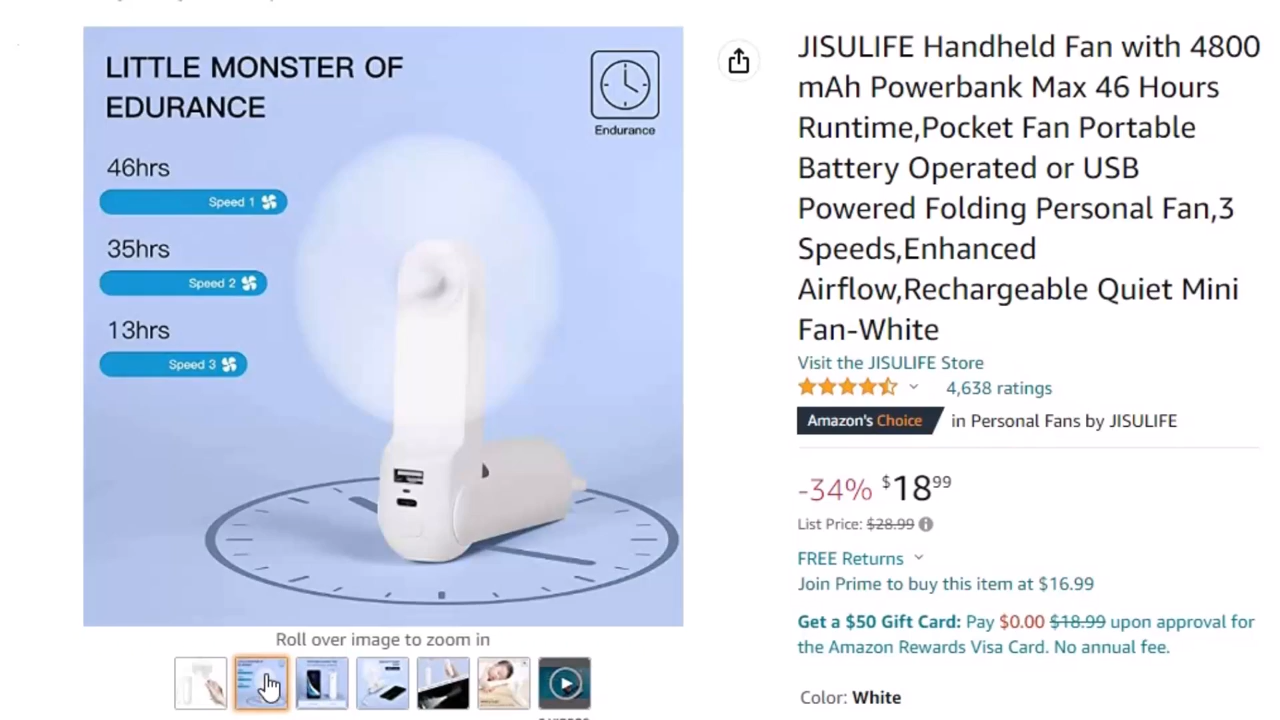 LITTLE MONSTER OF
EDURANCE
Endurance
46hrs
Speed 1
35hrs
Speed 2
13hrs
Speed 3
Roll over image to zoom in
JISULIFE Handheld Fan with 4800
mAh Powerbank Max 46 Hours
Runtime,Pocket Fan Portable
Battery Operated or USB
Powered Folding Personal Fan,3
Speeds,Enhanced
Airflow,Rechargeable Quiet Mini
Fan-White
Visit the JISULIFE Store
4,638 ratings
Amazon's Choice in Personal Fans by JISULIFE
-34% $1899
List Price: $28.99
FREE Returns
Join Prime to buy this item at $16.99
Get a $50 Gift Card: Pay $0.00 $18.99 upon approval for
the Amazon Rewards Visa Card. No annual fee.
Color: White